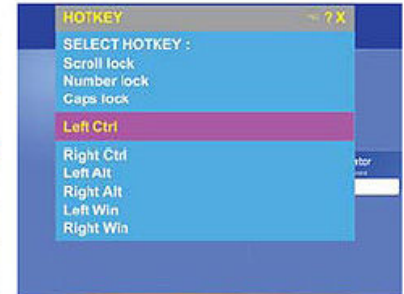 HOTKEY ? X
SELECT HOTKEY :
Scroll lock
Number lock
Caps lock
Left Ctrl
Right Ctrl
Left Alt
Right Alt
Left Win
Right Win